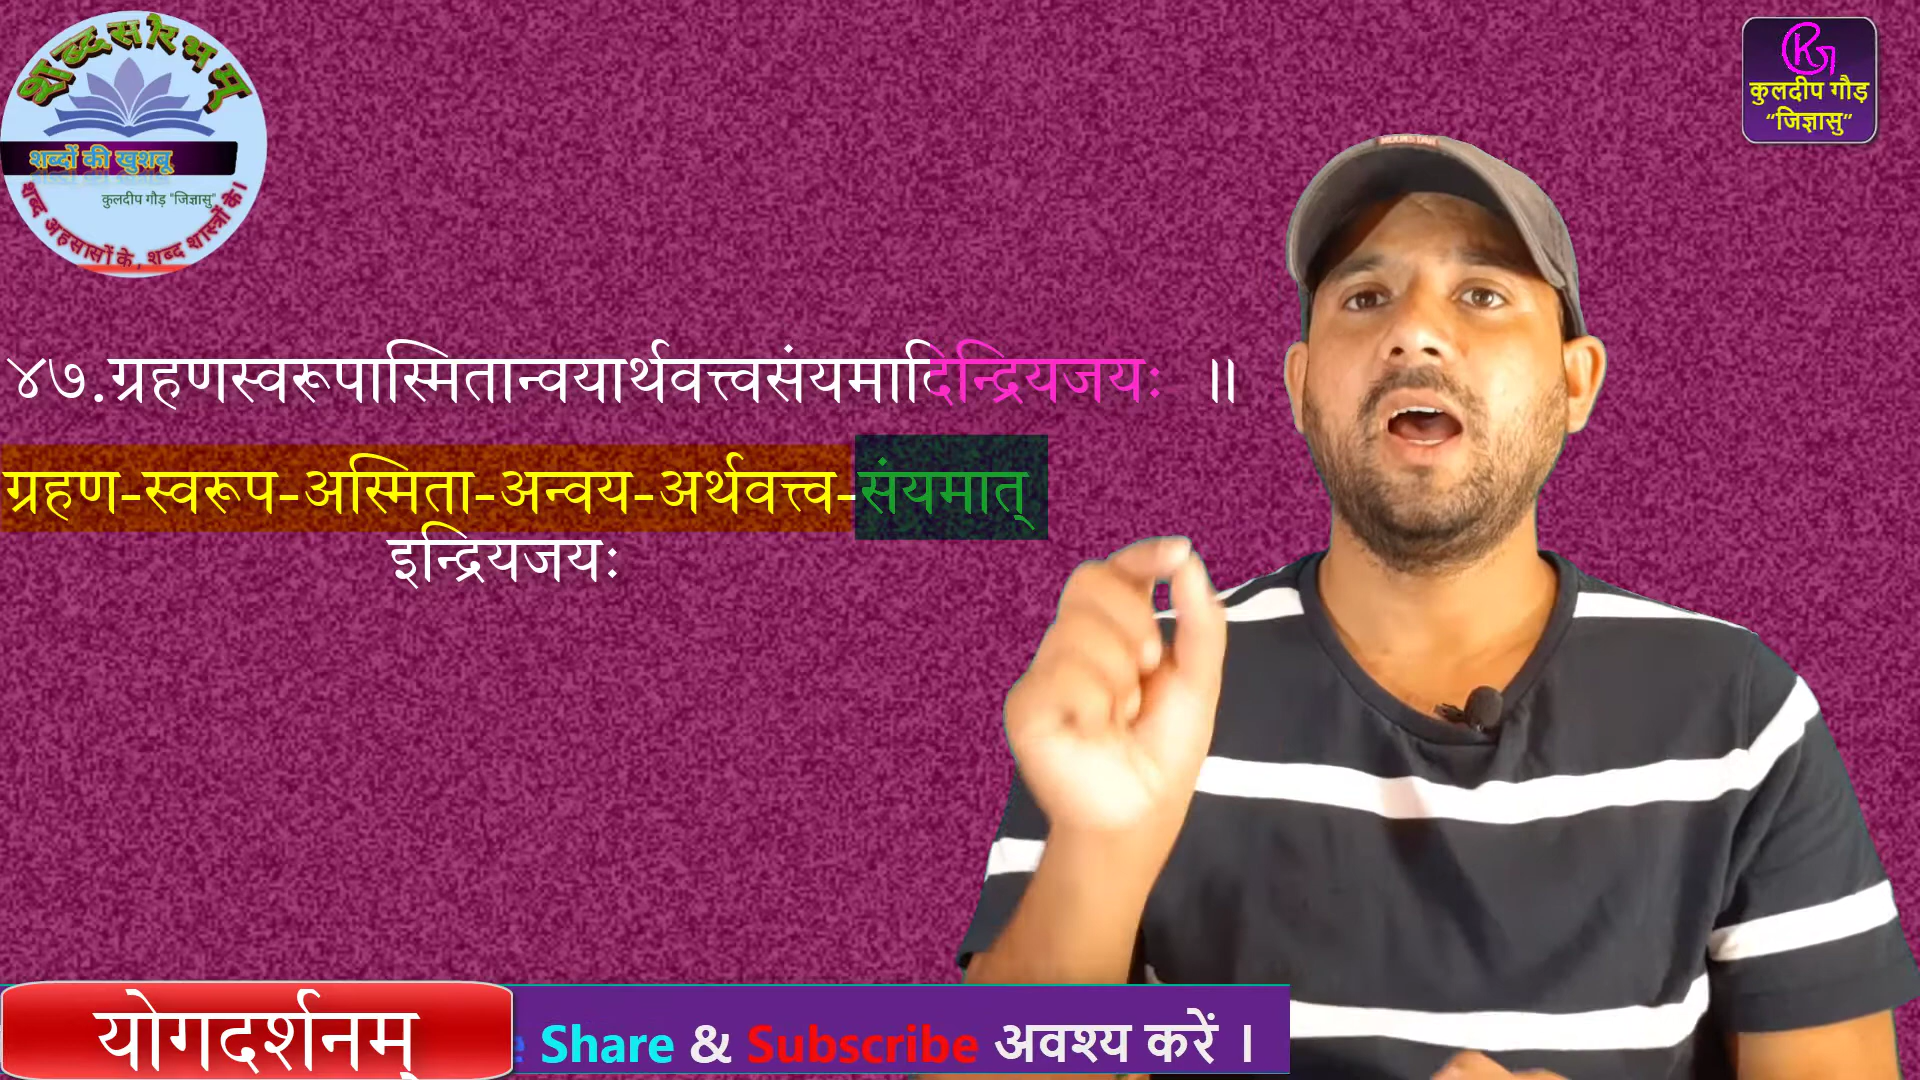 शब्दसौरभम्
शब्दों की खुशबू
कुलदीप गौड़ "जिज्ञासु"
शब्द अहसासों के, शब्द शास्त्रों के।
कुलदीप गौड़
“जिज्ञासु”
४७.ग्रहणस्वरूपास्मितान्वयार्थवत्त्वसंयमादिन्द्रियजयः ॥
ग्रहण-स्वरूप-अस्मिता-अन्वय-अर्थवत्त्व-संयमात्
इन्द्रियजयः
योगदर्शनम्
Share & Subscribe अवश्य करें ।